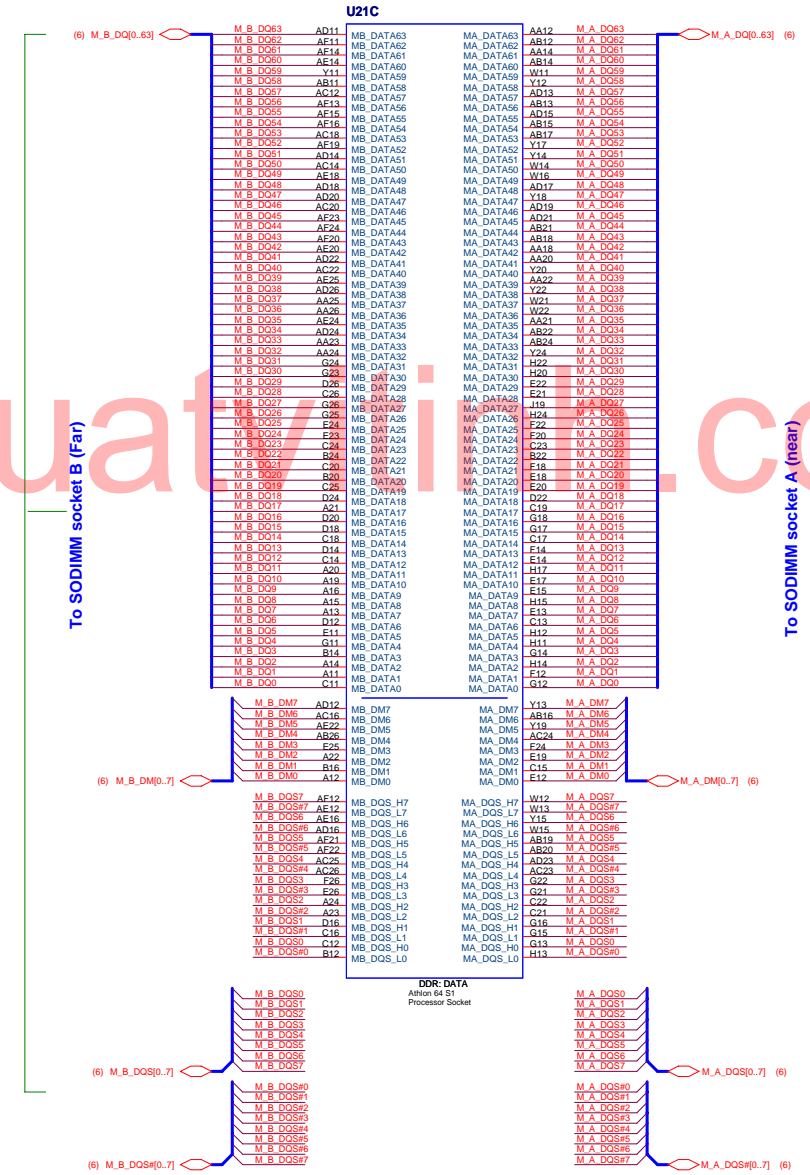 U21C
(6) M_B_DQ[0..63]
M_A_DQ[0..63] (6)
M_B_DQ63 AD11 MB_DATA63 MA_DATA63 AA12 M_A_DQ63
M_B_DQ62 AF11 MB_DATA62 MA_DATA62 AB12 M_A_DQ62
M_B_DQ61 AF14 MB_DATA61 MA_DATA61 AA14 M_A_DQ61
M_B_DQ60 AE14 MB_DATA60 MA_DATA60 AB14 M_A_DQ60
M_B_DQ59 Y11 MB_DATA59 MA_DATA59 W11 M_A_DQ59
M_B_DQ58 AB11 MB_DATA58 MA_DATA58 Y12 M_A_DQ58
M_B_DQ57 AC12 MB_DATA57 MA_DATA57 AD13 M_A_DQ57
M_B_DQ56 AF13 MB_DATA56 MA_DATA56 AB13 M_A_DQ56
M_B_DQ55 AF15 MB_DATA55 MA_DATA55 AD15 M_A_DQ55
M_B_DQ54 AF16 MB_DATA54 MA_DATA54 AB15 M_A_DQ54
M_B_DQ53 AC18 MB_DATA53 MA_DATA53 AB17 M_A_DQ53
M_B_DQ52 AF19 MB_DATA52 MA_DATA52 Y17 M_A_DQ52
M_B_DQ51 AD14 MB_DATA51 MA_DATA51 Y14 M_A_DQ51
M_B_DQ50 AC14 MB_DATA50 MA_DATA50 W14 M_A_DQ50
M_B_DQ49 AE18 MB_DATA49 MA_DATA49 W16 M_A_DQ49
M_B_DQ48 AD18 MB_DATA48 MA_DATA48 AD17 M_A_DQ48
M_B_DQ47 AD20 MB_DATA47 MA_DATA47 Y18 M_A_DQ47
M_B_DQ46 AC20 MB_DATA46 MA_DATA46 AD19 M_A_DQ46
M_B_DQ45 AF23 MB_DATA45 MA_DATA45 AD21 M_A_DQ45
M_B_DQ44 AF24 MB_DATA44 MA_DATA44 AB21 M_A_DQ44
M_B_DQ43 AF20 MB_DATA43 MA_DATA43 AB18 M_A_DQ43
M_B_DQ42 AE20 MB_DATA42 MA_DATA42 AA18 M_A_DQ42
M_B_DQ41 AD22 MB_DATA41 MA_DATA41 AA20 M_A_DQ41
M_B_DQ40 AC22 MB_DATA40 MA_DATA40 Y20 M_A_DQ40
M_B_DQ39 AE25 MB_DATA39 MA_DATA39 AA22 M_A_DQ39
M_B_DQ38 AD26 MB_DATA38 MA_DATA38 Y22 M_A_DQ38
M_B_DQ37 AA25 MB_DATA37 MA_DATA37 W21 M_A_DQ37
M_B_DQ36 AA26 MB_DATA36 MA_DATA36 W22 M_A_DQ36
M_B_DQ35 AE24 MB_DATA35 MA_DATA35 AA21 M_A_DQ35
M_B_DQ34 AD24 MB_DATA34 MA_DATA34 AB22 M_A_DQ34
M_B_DQ33 AA23 MB_DATA33 MA_DATA33 AB24 M_A_DQ33
M_B_DQ32 AA24 MB_DATA32 MA_DATA32 Y24 M_A_DQ32
M_B_DQ31 G24 MB_DATA31 MA_DATA31 H22 M_A_DQ31
M_B_DQ30 G23 MB_DATA30 MA_DATA30 H20 M_A_DQ30
M_B_DQ29 D26 MB_DATA29 MA_DATA29 E22 M_A_DQ29
M_B_DQ28 C26 MB_DATA28 MA_DATA28 E21 M_A_DQ28
M_B_DQ27 G26 MB_DATA27 MA_DATA27 J19 M_A_DQ27
M_B_DQ26 G25 MB_DATA26 MA_DATA26 H24 M_A_DQ26
M_B_DQ25 E24 MB_DATA25 MA_DATA25 F22 M_A_DQ25
M_B_DQ24 E23 MB_DATA24 MA_DATA24 F20 M_A_DQ24
M_B_DQ23 C24 MB_DATA23 MA_DATA23 C23 M_A_DQ23
M_B_DQ22 B24 MB_DATA22 MA_DATA22 B22 M_A_DQ22
M_B_DQ21 C20 MB_DATA21 MA_DATA21 F18 M_A_DQ21
M_B_DQ20 B20 MB_DATA20 MA_DATA20 E18 M_A_DQ20
M_B_DQ19 C25 MB_DATA19 MA_DATA19 E20 M_A_DQ19
M_B_DQ18 D24 MB_DATA18 MA_DATA18 D22 M_A_DQ18
M_B_DQ17 A21 MB_DATA17 MA_DATA17 C19 M_A_DQ17
M_B_DQ16 D20 MB_DATA16 MA_DATA16 G18 M_A_DQ16
M_B_DQ15 D18 MB_DATA15 MA_DATA15 G17 M_A_DQ15
M_B_DQ14 C18 MB_DATA14 MA_DATA14 C17 M_A_DQ14
M_B_DQ13 D14 MB_DATA13 MA_DATA13 F14 M_A_DQ13
M_B_DQ12 C14 MB_DATA12 MA_DATA12 E14 M_A_DQ12
M_B_DQ11 A20 MB_DATA11 MA_DATA11 H17 M_A_DQ11
M_B_DQ10 A19 MB_DATA10 MA_DATA10 E17 M_A_DQ10
M_B_DQ9 A16 MB_DATA9 MA_DATA9 E15 M_A_DQ9
M_B_DQ8 A15 MB_DATA8 MA_DATA8 H15 M_A_DQ8
M_B_DQ7 A13 MB_DATA7 MA_DATA7 E13 M_A_DQ7
M_B_DQ6 D12 MB_DATA6 MA_DATA6 C13 M_A_DQ6
M_B_DQ5 E11 MB_DATA5 MA_DATA5 H12 M_A_DQ5
M_B_DQ4 G11 MB_DATA4 MA_DATA4 H11 M_A_DQ4
M_B_DQ3 B14 MB_DATA3 MA_DATA3 G14 M_A_DQ3
M_B_DQ2 A14 MB_DATA2 MA_DATA2 H14 M_A_DQ2
M_B_DQ1 A11 MB_DATA1 MA_DATA1 F12 M_A_DQ1
M_B_DQ0 C11 MB_DATA0 MA_DATA0 G12 M_A_DQ0
To SODIMM socket B (Far)
To SODIMM socket A (near)
uatvitinh.co
M_B_DM7 AD12 MB_DM7 MA_DM7 Y13 M_A_DM7
M_B_DM6 AC16 MB_DM6 MA_DM6 AB16 M_A_DM6
M_B_DM5 AE22 MB_DM5 MA_DM5 Y19 M_A_DM5
M_B_DM4 AB26 MB_DM4 MA_DM4 AC24 M_A_DM4
M_B_DM3 E25 MB_DM3 MA_DM3 F24 M_A_DM3
M_B_DM2 A22 MB_DM2 MA_DM2 E19 M_A_DM2
M_B_DM1 B16 MB_DM1 MA_DM1 C15 M_A_DM1
M_B_DM0 A12 MB_DM0 MA_DM0 E12 M_A_DM0
(6) M_B_DM[0..7]
M_A_DM[0..7] (6)
M_B_DQS7 AF12 MB_DQS_H7 MA_DQS_H7 W12 M_A_DQS7
M_B_DQS#7 AE12 MB_DQS_L7 MA_DQS_L7 W13 M_A_DQS#7
M_B_DQS6 AE16 MB_DQS_H6 MA_DQS_H6 Y15 M_A_DQS6
M_B_DQS#6 AD16 MB_DQS_L6 MA_DQS_L6 W15 M_A_DQS#6
M_B_DQS5 AF21 MB_DQS_H5 MA_DQS_H5 AB19 M_A_DQS5
M_B_DQS#5 AF22 MB_DQS_L5 MA_DQS_L5 AB20 M_A_DQS#5
M_B_DQS4 AC25 MB_DQS_H4 MA_DQS_H4 AD23 M_A_DQS4
M_B_DQS#4 AC26 MB_DQS_L4 MA_DQS_L4 AC23 M_A_DQS#4
M_B_DQS3 F26 MB_DQS_H3 MA_DQS_H3 G22 M_A_DQS3
M_B_DQS#3 E26 MB_DQS_L3 MA_DQS_L3 G21 M_A_DQS#3
M_B_DQS2 A24 MB_DQS_H2 MA_DQS_H2 C22 M_A_DQS2
M_B_DQS#2 A23 MB_DQS_L2 MA_DQS_L2 C21 M_A_DQS#2
M_B_DQS1 D16 MB_DQS_H1 MA_DQS_H1 G16 M_A_DQS1
M_B_DQS#1 C16 MB_DQS_L1 MA_DQS_L1 G15 M_A_DQS#1
M_B_DQS0 C12 MB_DQS_H0 MA_DQS_H0 G13 M_A_DQS0
M_B_DQS#0 B12 MB_DQS_L0 MA_DQS_L0 H13 M_A_DQS#0
DDR: DATA
Athlon 64 S1
Processor Socket
M_B_DQS0 M_A_DQS0
M_B_DQS1 M_A_DQS1
M_B_DQS2 M_A_DQS2
M_B_DQS3 M_A_DQS3
M_B_DQS4 M_A_DQS4
M_B_DQS5 M_A_DQS5
M_B_DQS6 M_A_DQS6
M_B_DQS7 M_A_DQS7
(6) M_B_DQS[0..7]
M_A_DQS[0..7] (6)
M_B_DQS#0 M_A_DQS#0
M_B_DQS#1 M_A_DQS#1
M_B_DQS#2 M_A_DQS#2
M_B_DQS#3 M_A_DQS#3
M_B_DQS#4 M_A_DQS#4
M_B_DQS#5 M_A_DQS#5
M_B_DQS#6 M_A_DQS#6
M_B_DQS#7 M_A_DQS#7
(6) M_B_DQS#[0..7]
M_A_DQS#[0..7] (6)